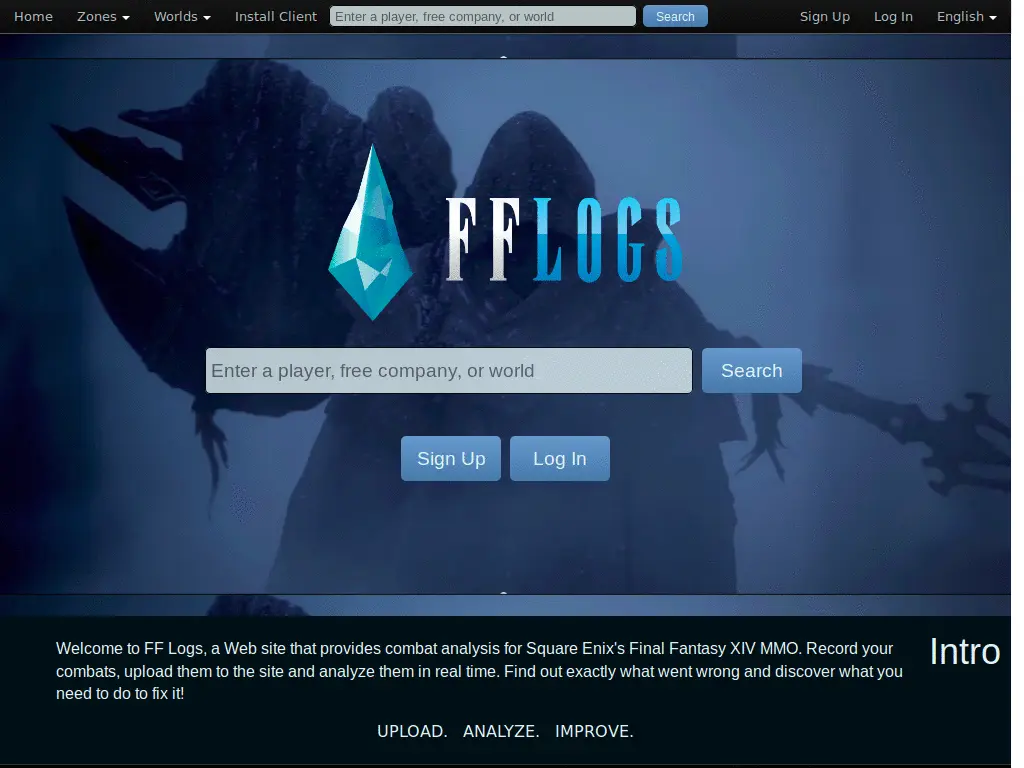 Home Zones Worlds Install Client Enter a player, free company, or world Search Sign Up Log In English
FFLOGS
Enter a player, free company, or world Search
Sign Up Log In
Welcome to FF Logs, a Web site that provides combat analysis for Square Enix's Final Fantasy XIV MMO. Record your
combats, upload them to the site and analyze them in real time. Find out exactly what went wrong and discover what you
need to do to fix it!
Intro
UPLOAD. ANALYZE. IMPROVE.